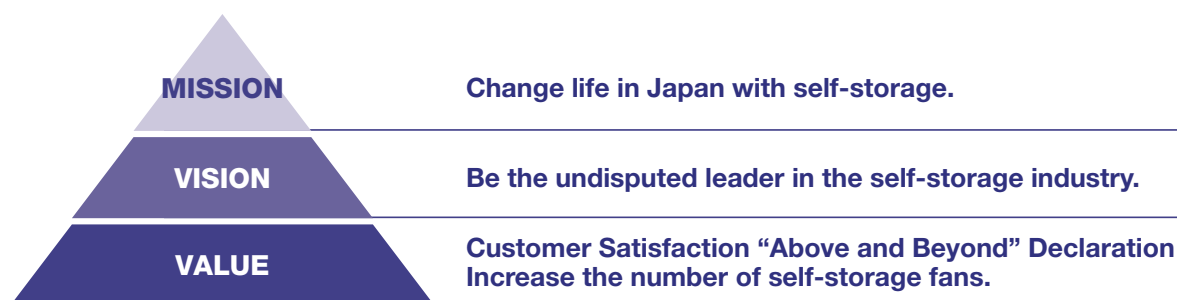 MISSION
Change life in Japan with self-storage.
VISION
Be the undisputed leader in the self-storage industry.
VALUE
Customer Satisfaction “Above and Beyond” Declaration
Increase the number of self-storage fans.